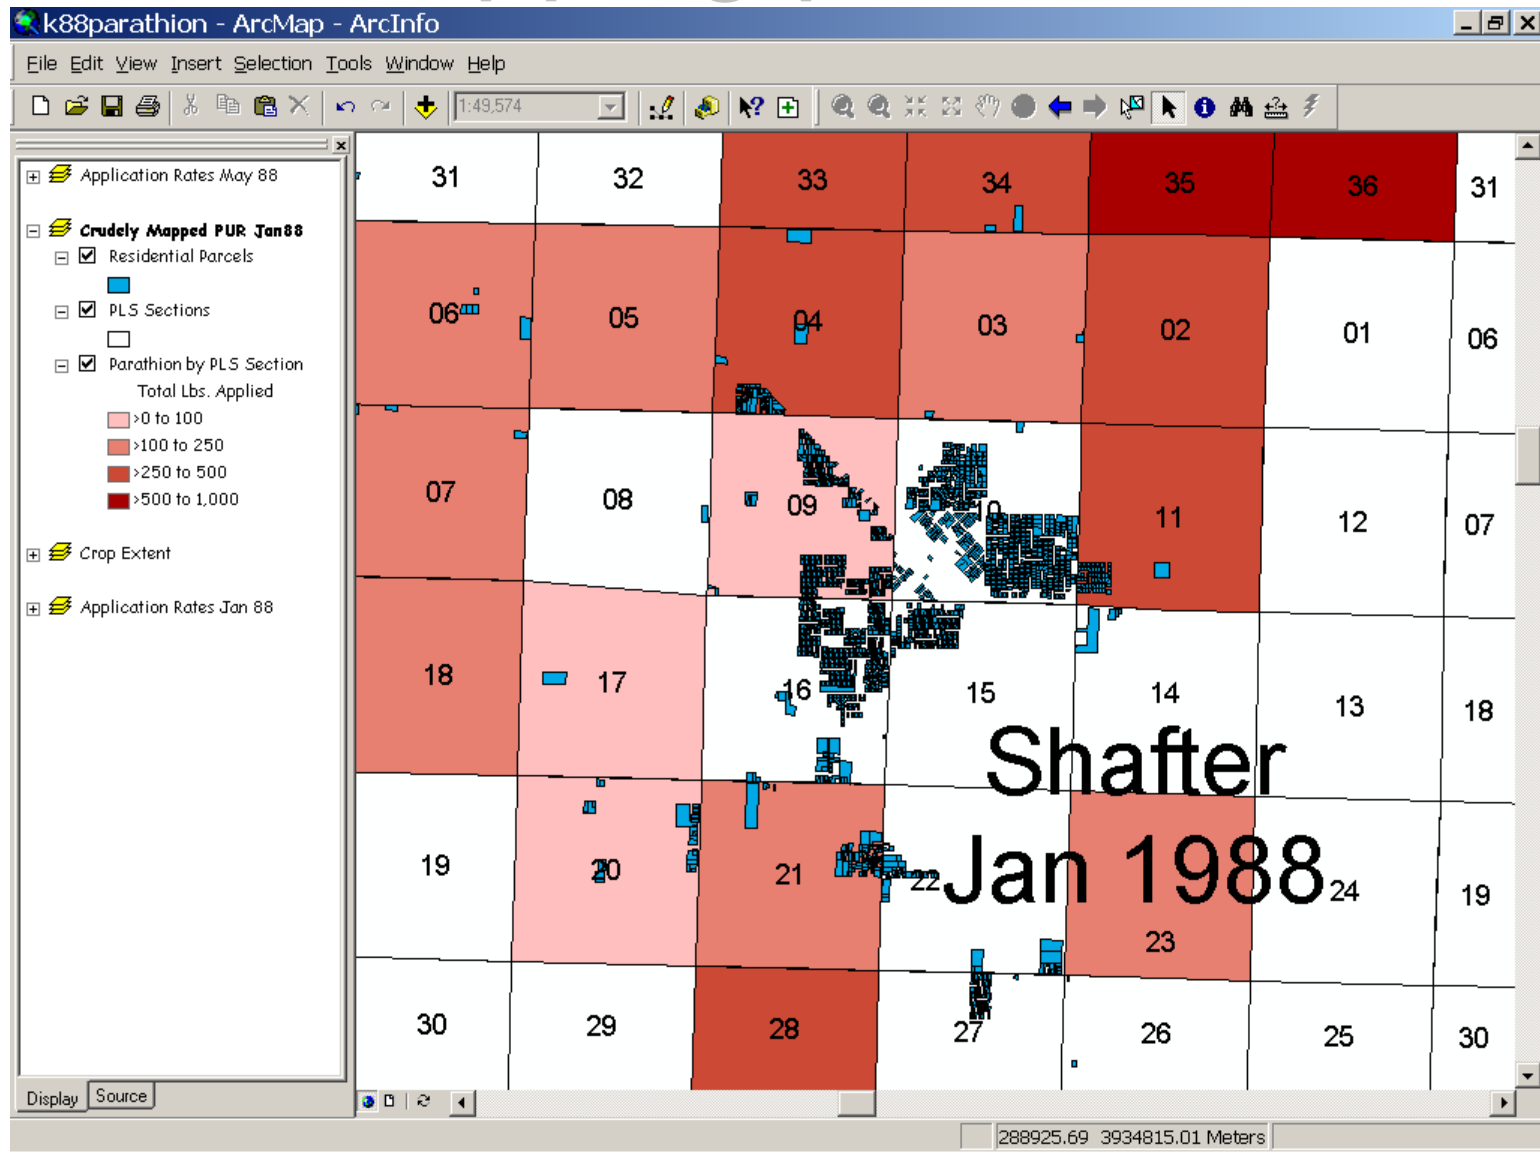 k88parathion - ArcMap - ArcInfo
File Edit View Insert Selection Tools Window Help
1:49,574
Application Rates May 88
Crudely Mapped PUR Jan88
Residential Parcels
PLS Sections
Parathion by PLS Section
Total Lbs. Applied
>0 to 100
>100 to 250
>250 to 500
>500 to 1,000
Crop Extent
Application Rates Jan 88
31 32 33 34 35 36 31
06 05 04 03 02 01 06
07 08 09 10 11 12 07
18 17 16 15 14 13 18
Shafter
19 20 21 22 Jan 1988 24 19
23
30 29 28 27 26 25 30
Display Source
288925.69 3934815.01 Meters